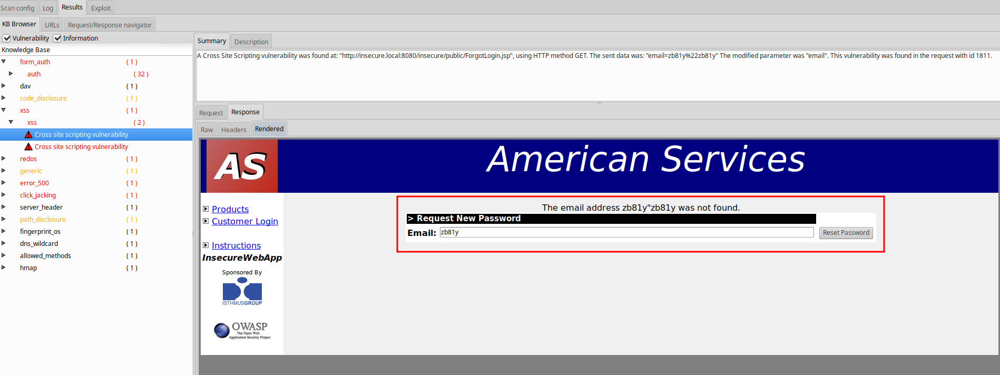 Scan config Log Results Exploit
KB Browser URLs Request/Response navigator
Vulnerability Information
Knowledge Base
form_auth ( 1 )
auth ( 32 )
dav ( 1 )
code_disclosure ( 1 )
xss ( 1 )
xss ( 2 )
Cross site scripting vulnerability
Cross site scripting vulnerability
redos ( 1 )
generic ( 1 )
error_500 ( 1 )
click_jacking ( 1 )
server_header ( 1 )
path_disclosure ( 1 )
fingerprint_os ( 1 )
dns_wildcard ( 1 )
allowed_methods ( 1 )
hmap ( 1 )
Summary Description
A Cross Site Scripting vulnerability was found at: "http://insecure.local:8080/insecure/public/ForgotLogin.jsp", using HTTP method GET. The sent data was: "email=zb81y%22zb81y" The modified parameter was "email". This vulnerability was found in the request with id 1811.
Request Response
Raw Headers Rendered
AS
American Services
Products
Customer Login
Instructions
InsecureWebApp
Sponsored By
ISTHMUSGROUP
OWASP
The Open Web
Application Security Project
The email address zb81y"zb81y was not found.
> Request New Password
Email: zb81y Reset Password